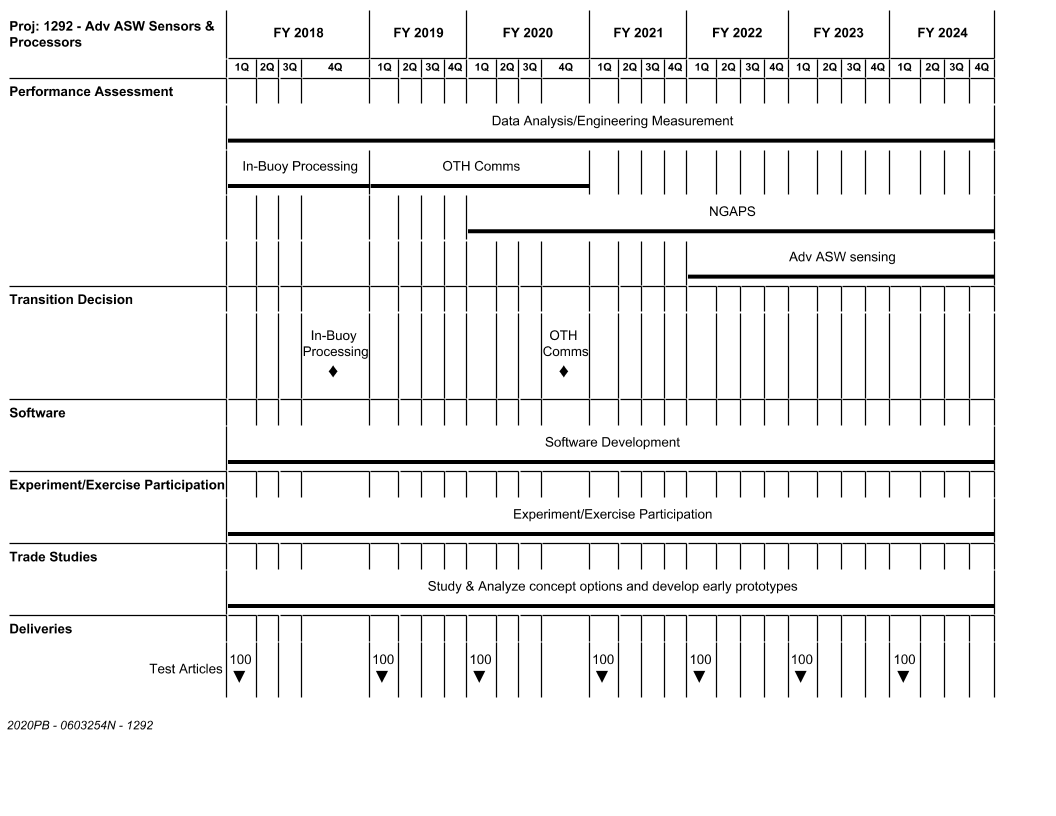 Proj: 1292 - Adv ASW Sensors &
Processors
FY 2018 FY 2019 FY 2020 FY 2021 FY 2022 FY 2023 FY 2024
1Q 2Q 3Q 4Q 1Q 2Q 3Q 4Q 1Q 2Q 3Q 4Q 1Q 2Q 3Q 4Q 1Q 2Q 3Q 4Q 1Q 2Q 3Q 4Q 1Q 2Q 3Q 4Q
Performance Assessment
Data Analysis/Engineering Measurement
In-Buoy Processing OTH Comms
NGAPS
Adv ASW sensing
Transition Decision
In-Buoy
Processing
OTH
Comms
Software
Software Development
Experiment/Exercise Participation
Experiment/Exercise Participation
Trade Studies
Study & Analyze concept options and develop early prototypes
Deliveries
Test Articles 100 100 100 100 100 100 100
2020PB - 0603254N - 1292